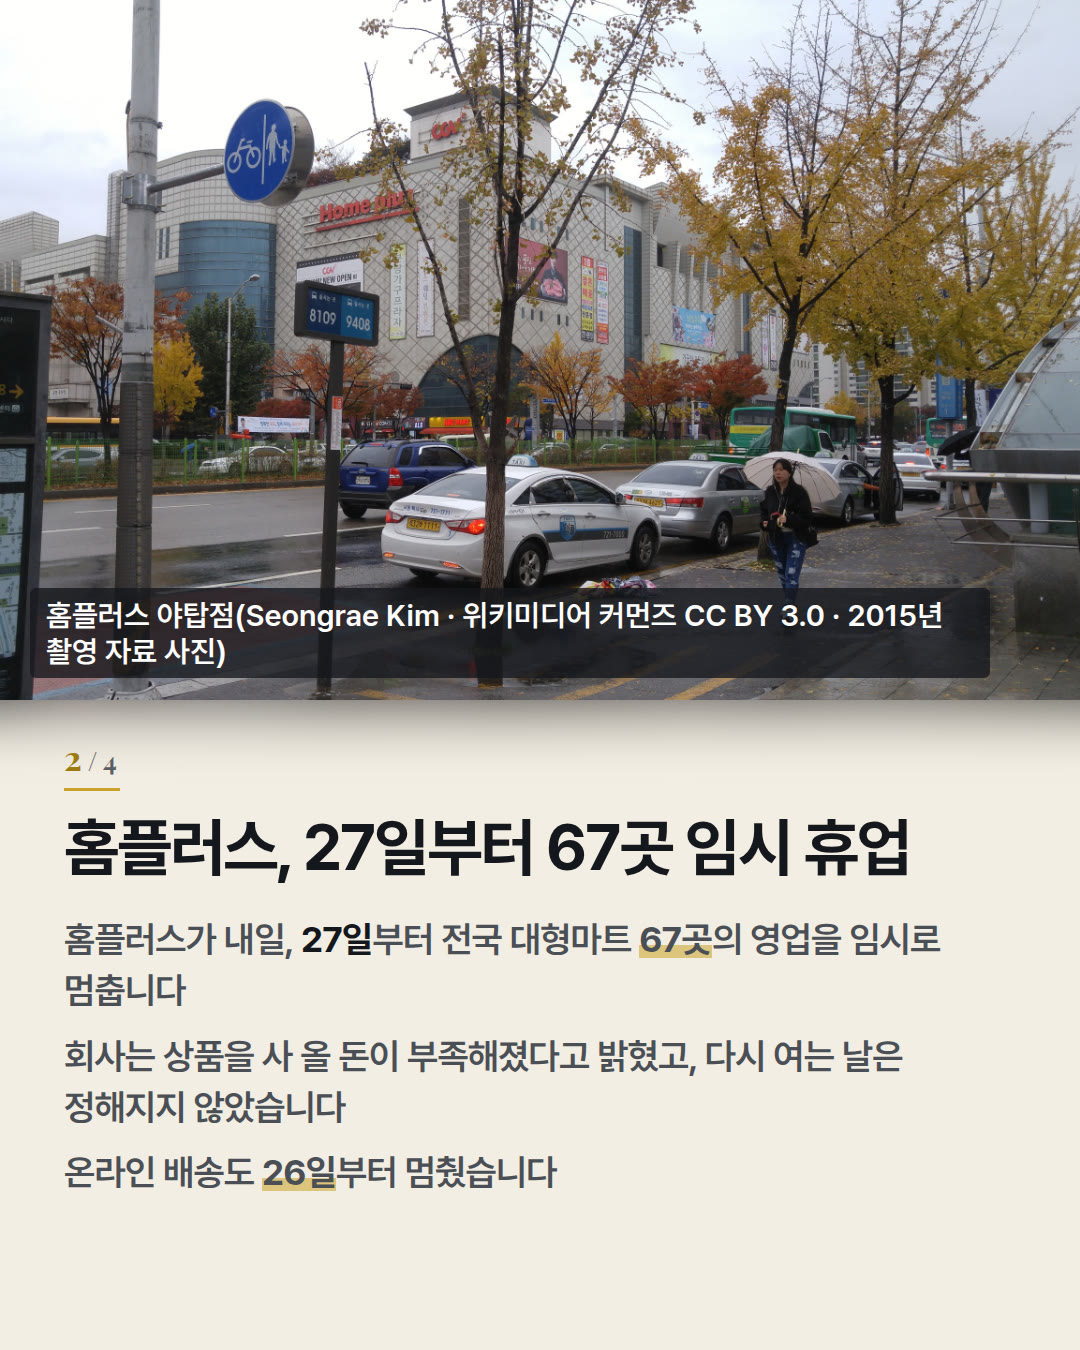 CGV
Home plus
CGV
NEW OPEN
8109
9408
홈플러스 야탑점(Seongrae Kim · 위키미디어 커먼즈 CC BY 3.0 · 2015년
촬영 자료 사진)
2 / 4
홈플러스, 27일부터 67곳 임시 휴업
홈플러스가 내일, 27일부터 전국 대형마트 67곳의 영업을 임시로
멈춥니다
회사는 상품을 사 올 돈이 부족해졌다고 밝혔고, 다시 여는 날은
정해지지 않았습니다
온라인 배송도 26일부터 멈췄습니다